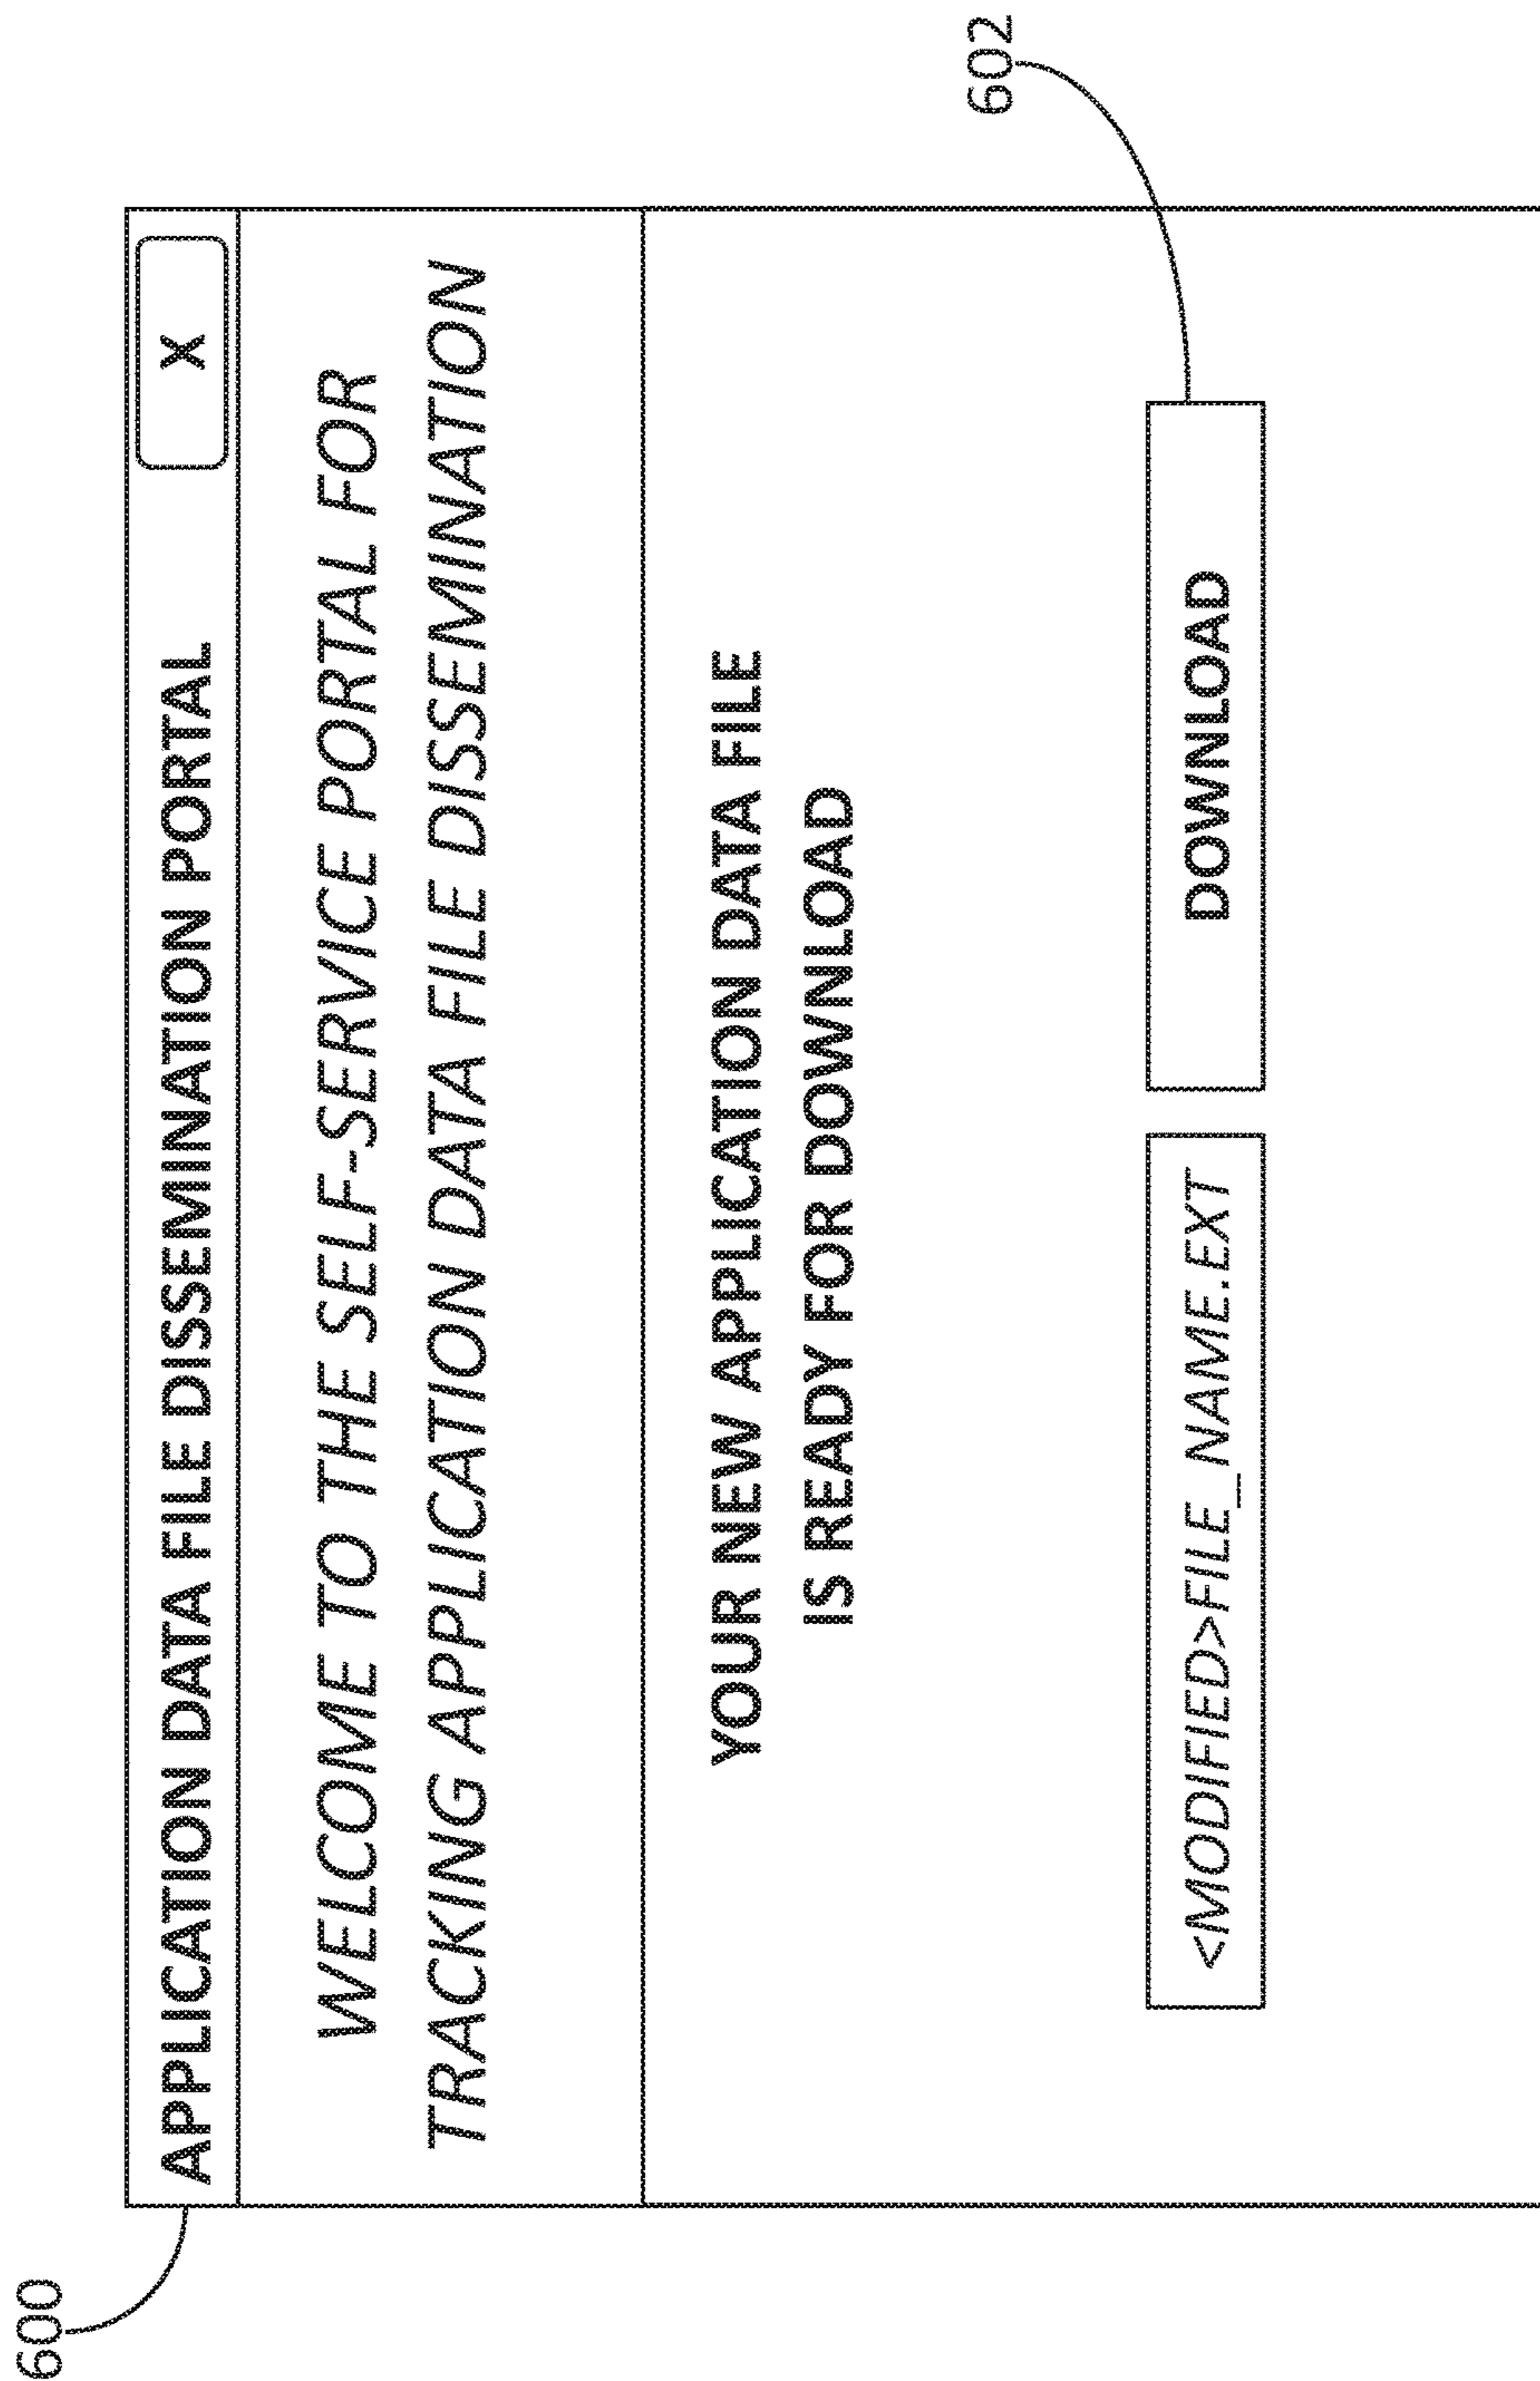 600
APPLICATION DATA FILE DISSEMINATION PORTAL
X
WELCOME TO THE SELF-SERVICE PORTAL FOR
TRACKING APPLICATION DATA FILE DISSEMINATION
YOUR NEW APPLICATION DATA FILE
IS READY FOR DOWNLOAD
602
<MODIFIED>FILE_NAME.EXT
DOWNLOAD